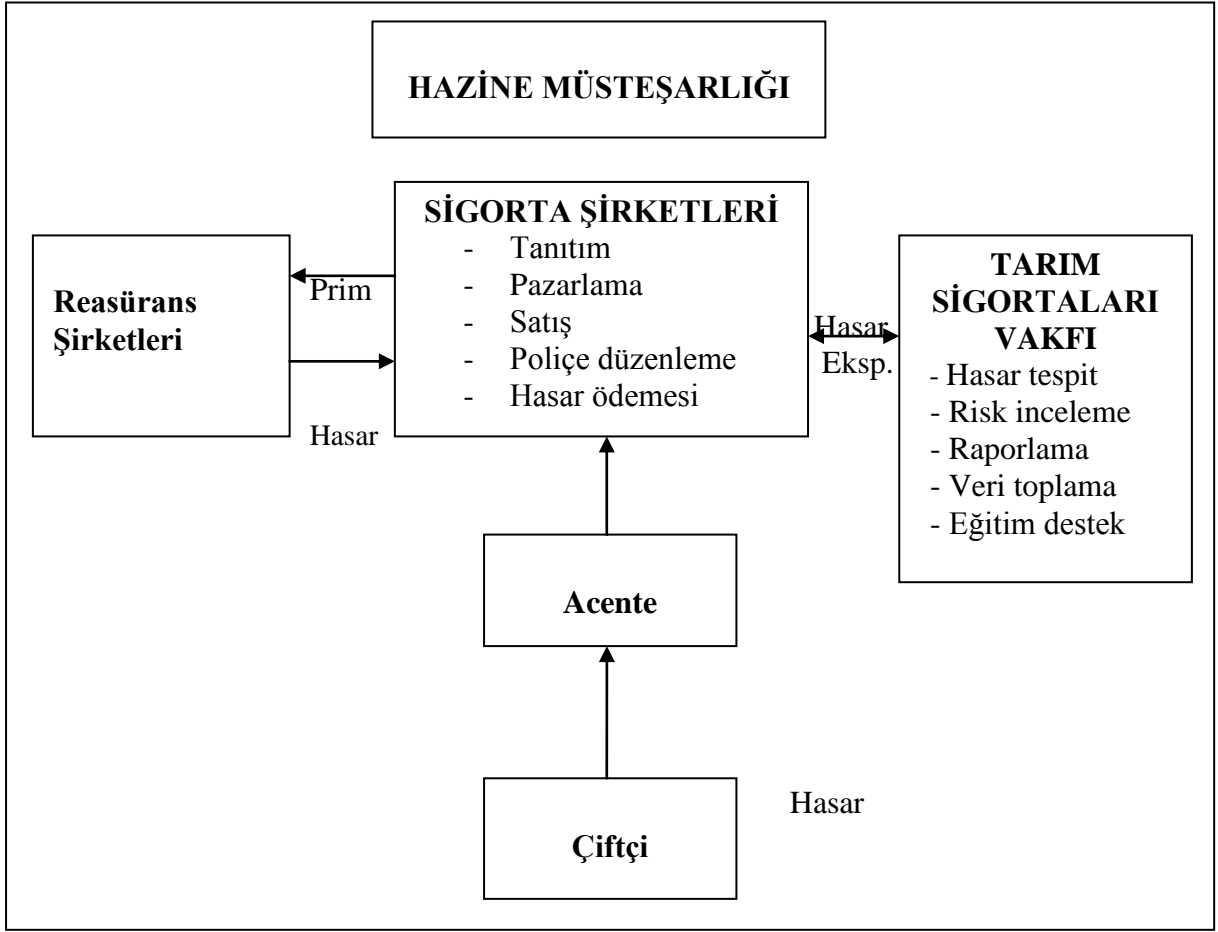 HAZİNE MÜSTEŞARLIĞI
SİGORTA ŞİRKETLERİ
- Tanıtım
- Pazarlama
- Satış
- Poliçe düzenleme
- Hasar ödemesi
Reasürans
Şirketleri
Prim
Hasar
Hasar
Eksp.
TARIM
SİGORTALARI
VAKFI
- Hasar tespit
- Risk inceleme
- Raporlama
- Veri toplama
- Eğitim destek
Acente
Çiftçi
Hasar